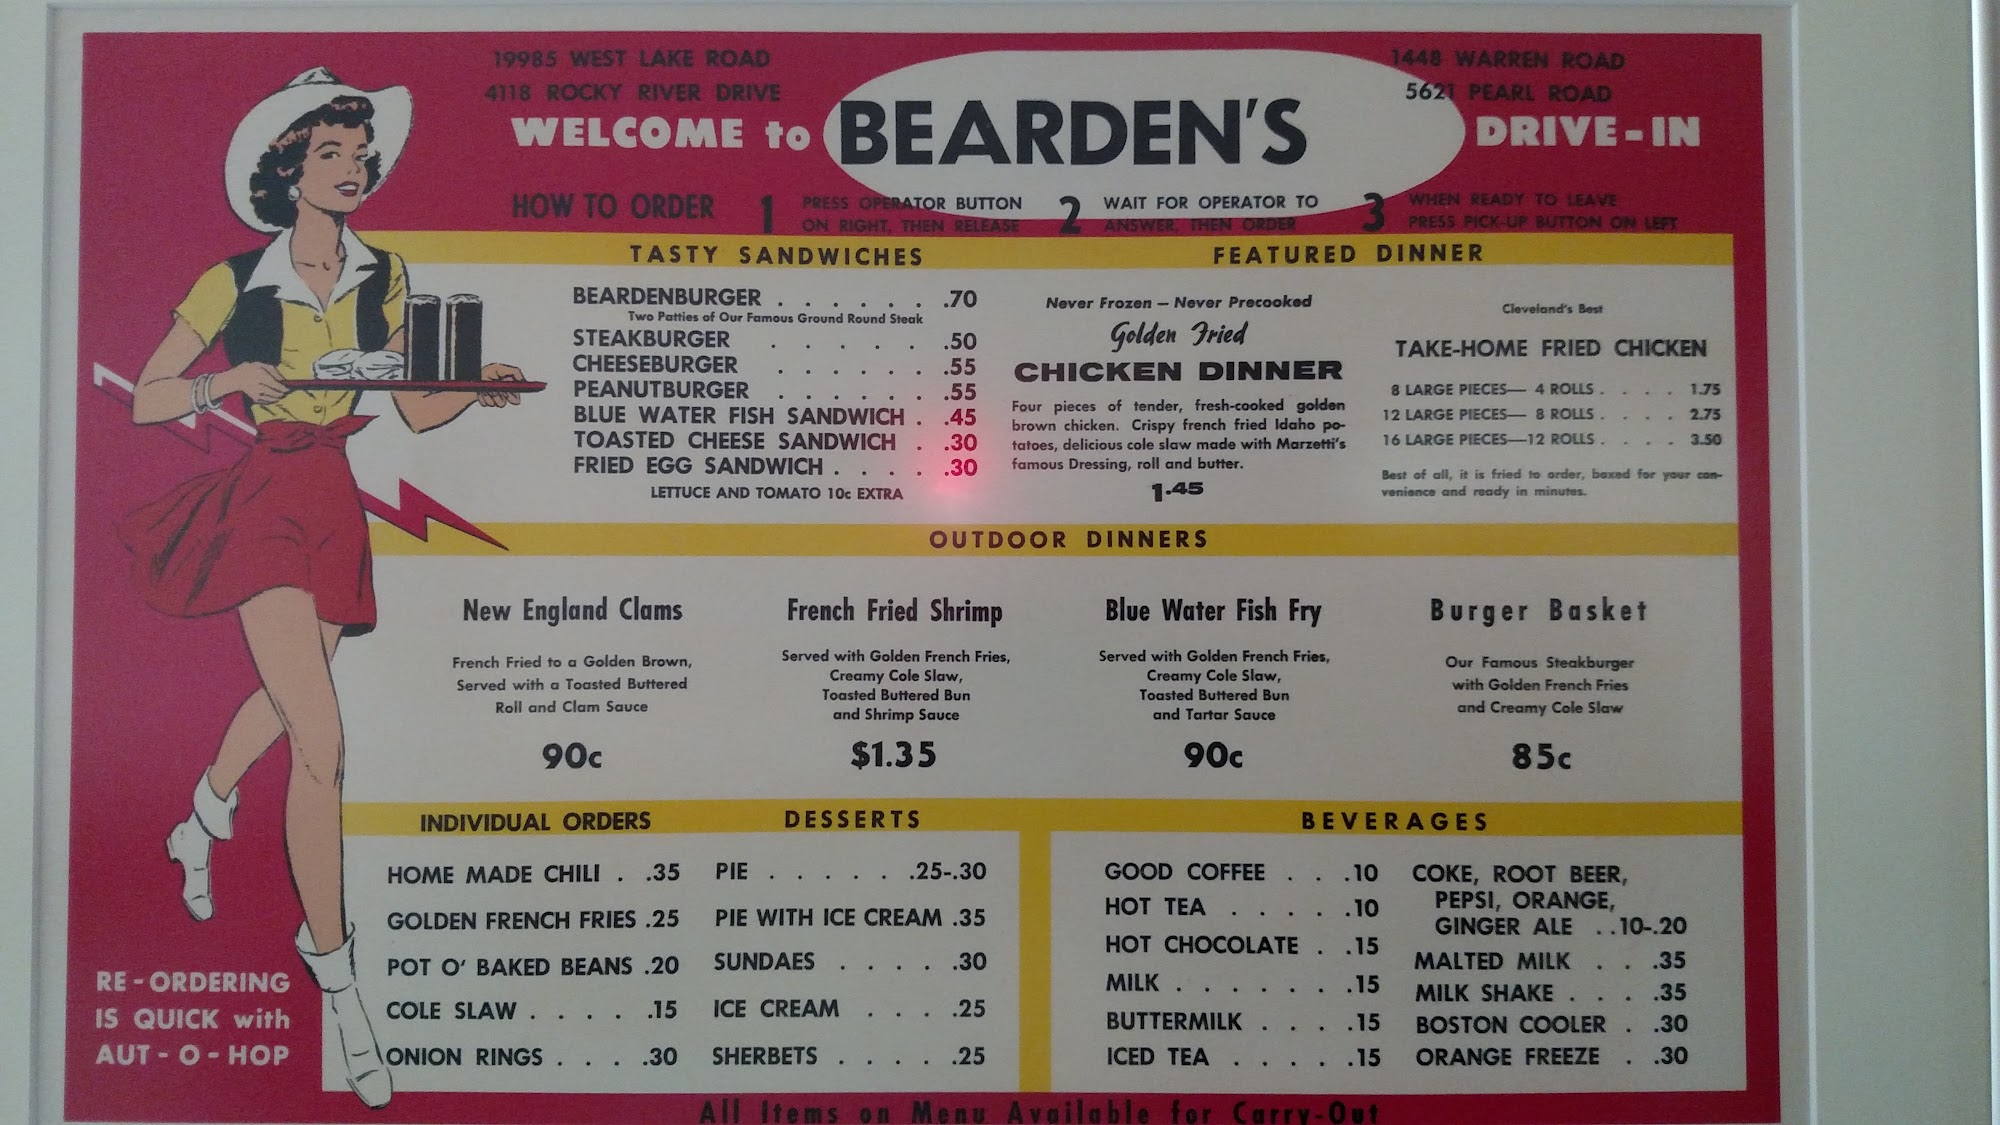 19985 WEST LAKE ROAD
4118 ROCKY RIVER DRIVE
1448 WARREN ROAD
5621 PEARL ROAD
WELCOME to BEARDEN'S DRIVE-IN
HOW TO ORDER
1 PRESS OPERATOR BUTTON
ON RIGHT, THEN RELEASE
2 WAIT FOR OPERATOR TO
ANSWER, THEN ORDER
3 WHEN READY TO LEAVE
PRESS PICK-UP BUTTON ON LEFT
TASTY SANDWICHES
BEARDENBURGER . . . . . . .70
Two Patties of Our Famous Ground Round Steak
STEAKBURGER . . . . . .50
CHEESEBURGER . . . . . . .55
PEANUTBURGER . . . . . . .55
BLUE WATER FISH SANDWICH . .45
TOASTED CHEESE SANDWICH . .30
FRIED EGG SANDWICH . . . . .30
LETTUCE AND TOMATO 10c EXTRA
FEATURED DINNER
Never Frozen — Never Precooked
Golden Fried
CHICKEN DINNER
Four pieces of tender, fresh-cooked golden
brown chicken. Crispy french fried Idaho po-
tatoes, delicious cole slaw made with Marzetti's
famous Dressing, roll and butter.
1.45
Cleveland's Best
TAKE-HOME FRIED CHICKEN
8 LARGE PIECES— 4 ROLLS . . . . 1.75
12 LARGE PIECES— 8 ROLLS . . . . 2.75
16 LARGE PIECES—12 ROLLS . . . . 3.50
Best of all, it is fried to order, boxed for your con-
venience and ready in minutes.
OUTDOOR DINNERS
New England Clams
French Fried to a Golden Brown,
Served with a Toasted Buttered
Roll and Clam Sauce
90c
French Fried Shrimp
Served with Golden French Fries,
Creamy Cole Slaw,
Toasted Buttered Bun
and Shrimp Sauce
$1.35
Blue Water Fish Fry
Served with Golden French Fries,
Creamy Cole Slaw,
Toasted Buttered Bun
and Tartar Sauce
90c
Burger Basket
Our Famous Steakburger
with Golden French Fries
and Creamy Cole Slaw
85c
INDIVIDUAL ORDERS
HOME MADE CHILI . .35
GOLDEN FRENCH FRIES .25
POT O' BAKED BEANS .20
COLE SLAW . . . . .15
ONION RINGS . . . .30
DESSERTS
PIE . . . . . .25-.30
PIE WITH ICE CREAM .35
SUNDAES . . . . .30
ICE CREAM . . . .25
SHERBETS . . . . .25
BEVERAGES
GOOD COFFEE . . .10
HOT TEA . . . . .10
HOT CHOCOLATE . .15
MILK . . . . . . .15
BUTTERMILK . . . .15
ICED TEA . . . . .15
COKE, ROOT BEER,
PEPSI, ORANGE,
GINGER ALE . .10-.20
MALTED MILK . . .35
MILK SHAKE . . . .35
BOSTON COOLER . .30
ORANGE FREEZE . .30
RE-ORDERING
IS QUICK with
AUT-O-HOP
All Items on Menu Available for Carry-Out